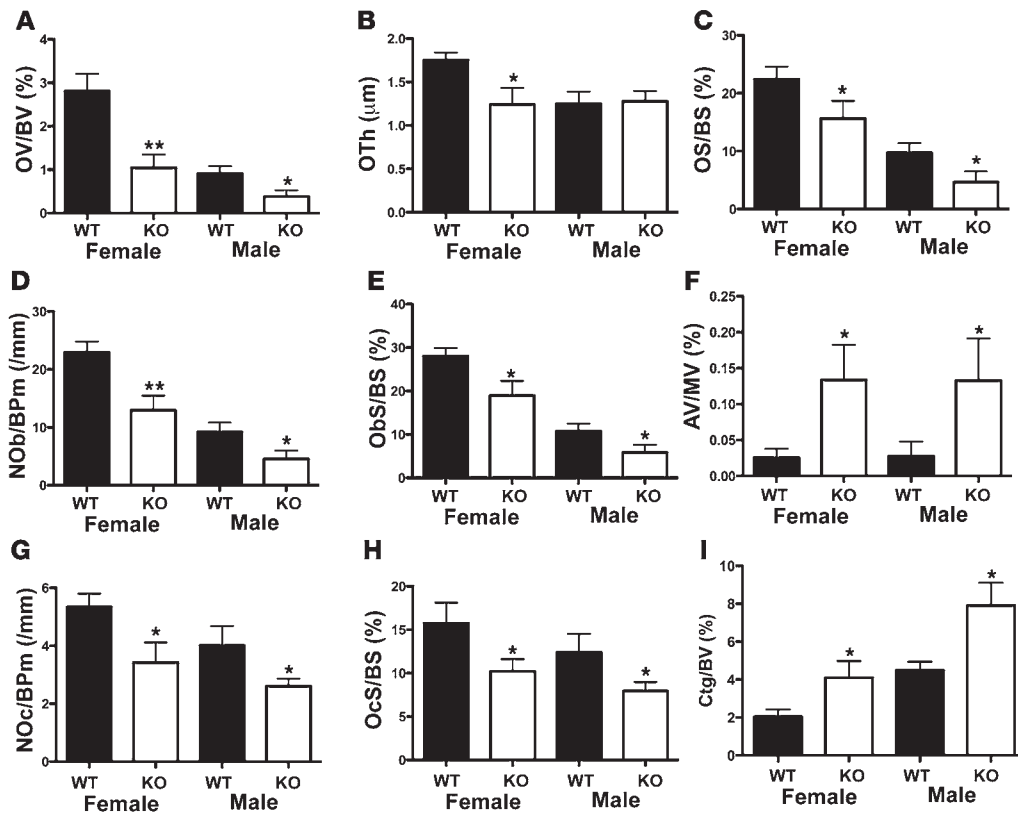 A
OV/BV (%)
4
3
2
1
0
**
*
WT KO WT KO
Female Male
B
OTh (μm)
2.0
1.5
1.0
0.5
0.0
*
WT KO WT KO
Female Male
C
OS/BS (%)
30
20
10
0
*
*
WT KO WT KO
Female Male
D
NOb/BPm (/mm)
30
20
10
0
**
*
WT KO WT KO
Female Male
E
ObS/BS (%)
40
30
20
10
0
*
*
WT KO WT KO
Female Male
F
AV/MV (%)
0.25
0.20
0.15
0.10
0.05
0.00
*
*
WT KO WT KO
Female Male
G
NOc/BPm (/mm)
6
4
2
0
*
*
WT KO WT KO
Female Male
H
OcS/BS (%)
20
15
10
5
0
*
*
WT KO WT KO
Female Male
I
Ctg/BV (%)
10
8
6
4
2
0
*
*
WT KO WT KO
Female Male